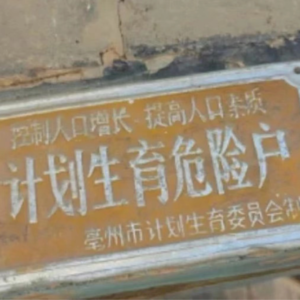 控制人口增长 提高人口素质
计划生育危险户
亳州市计划生育委员会制